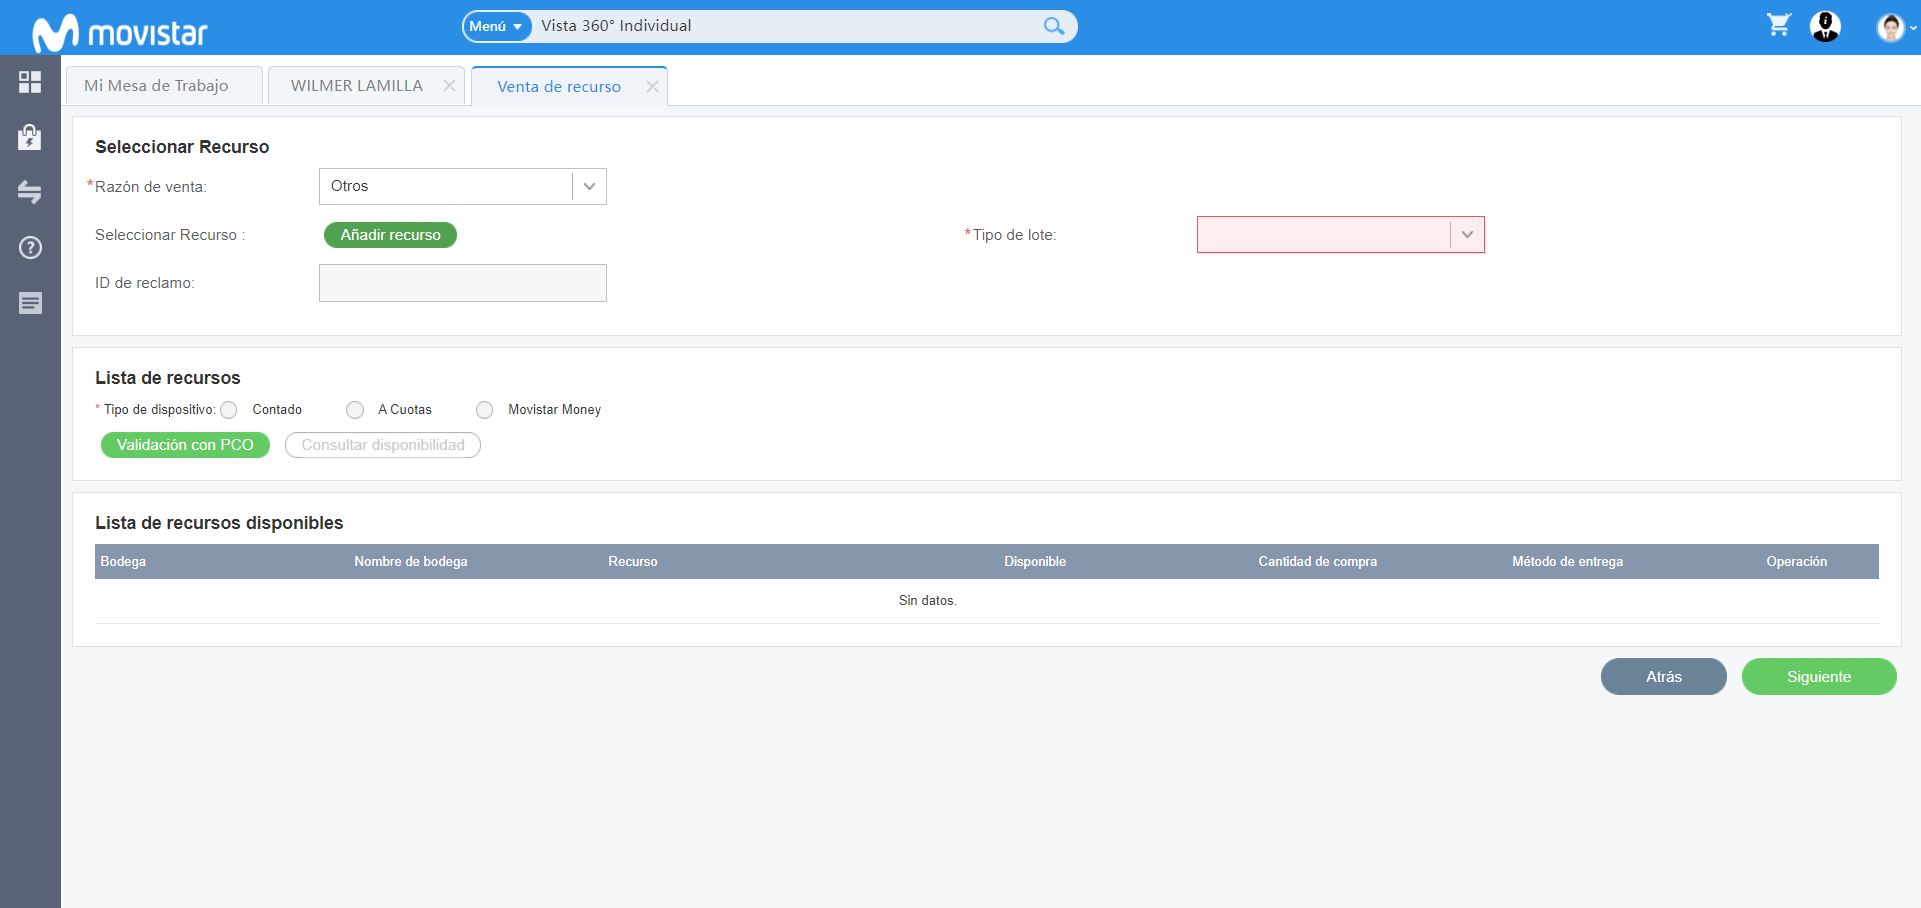 movistar
Menú
Vista 360° Individual
Mi Mesa de Trabajo
WILMER LAMILLA
Venta de recurso
Seleccionar Recurso
*Razón de venta:
Otros
Seleccionar Recurso :
Añadir recurso
*Tipo de lote:
ID de reclamo:
Lista de recursos
* Tipo de dispositivo:
Contado
A Cuotas
Movistar Money
Validación con PCO
Consultar disponibilidad
Lista de recursos disponibles
Bodega
Nombre de bodega
Recurso
Disponible
Cantidad de compra
Método de entrega
Operación
Sin datos.
Atrás
Siguiente